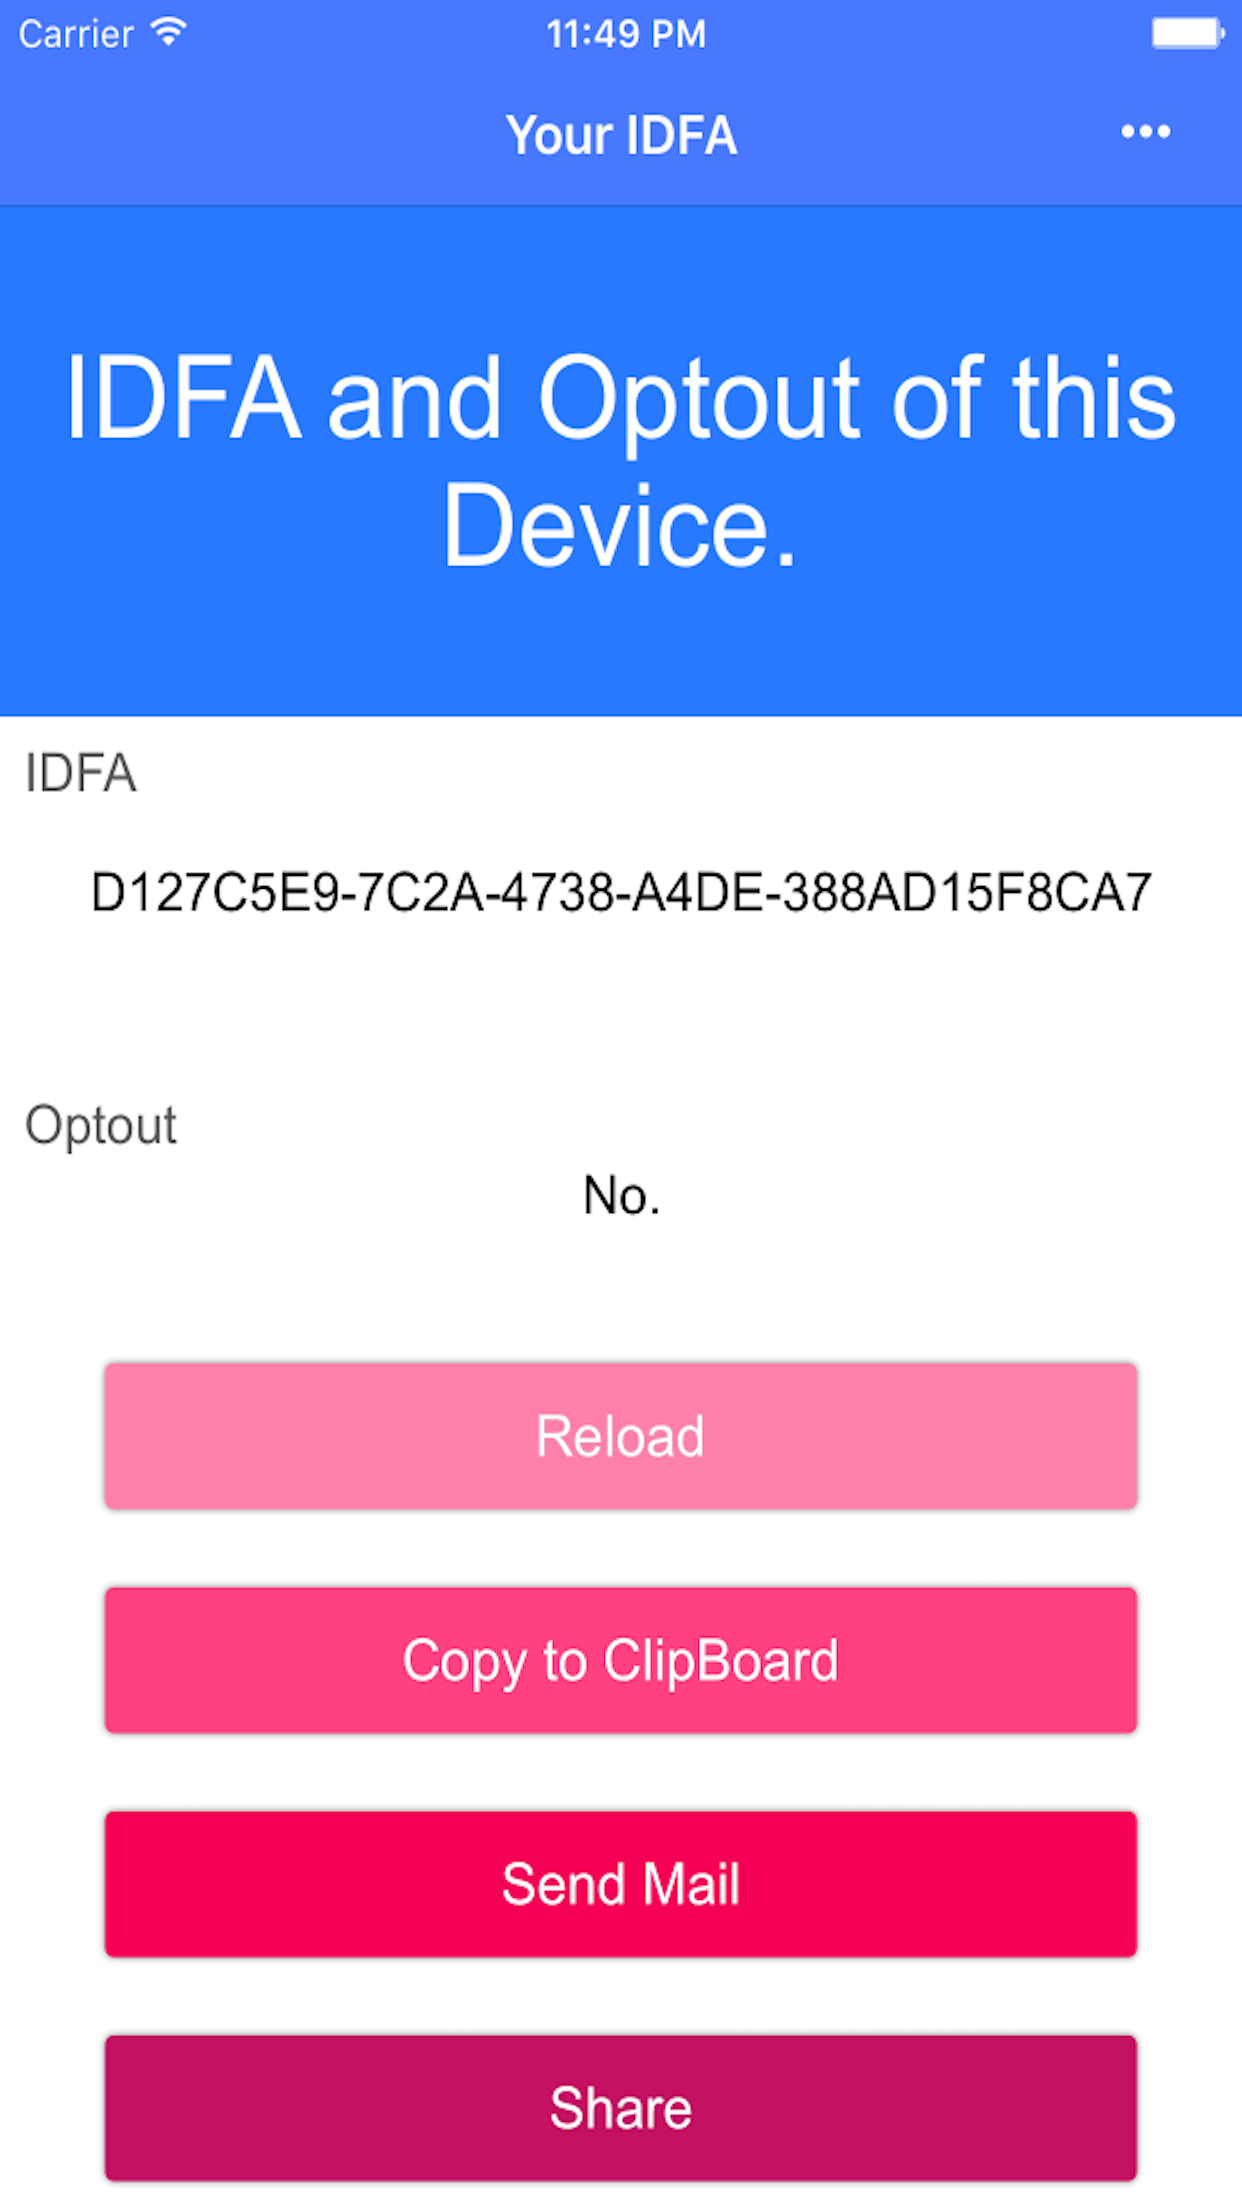 Carrier 11:49 PM
Your IDFA
IDFA and Optout of this
Device.
IDFA
D127C5E9-7C2A-4738-A4DE-388AD15F8CA7
Optout
No.
Reload
Copy to ClipBoard
Send Mail
Share